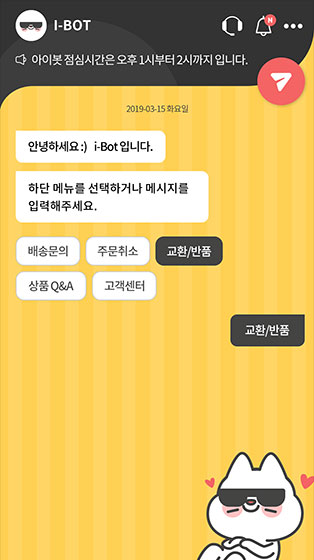 I-BOT
N
아이봇 점심시간은 오후 1시부터 2시까지 입니다.
2019-03-15 화요일
안녕하세요 :) i-Bot 입니다.
하단 메뉴를 선택하거나 메시지를
입력해주세요.
배송문의 주문취소 교환/반품
상품 Q&A 고객센터
교환/반품